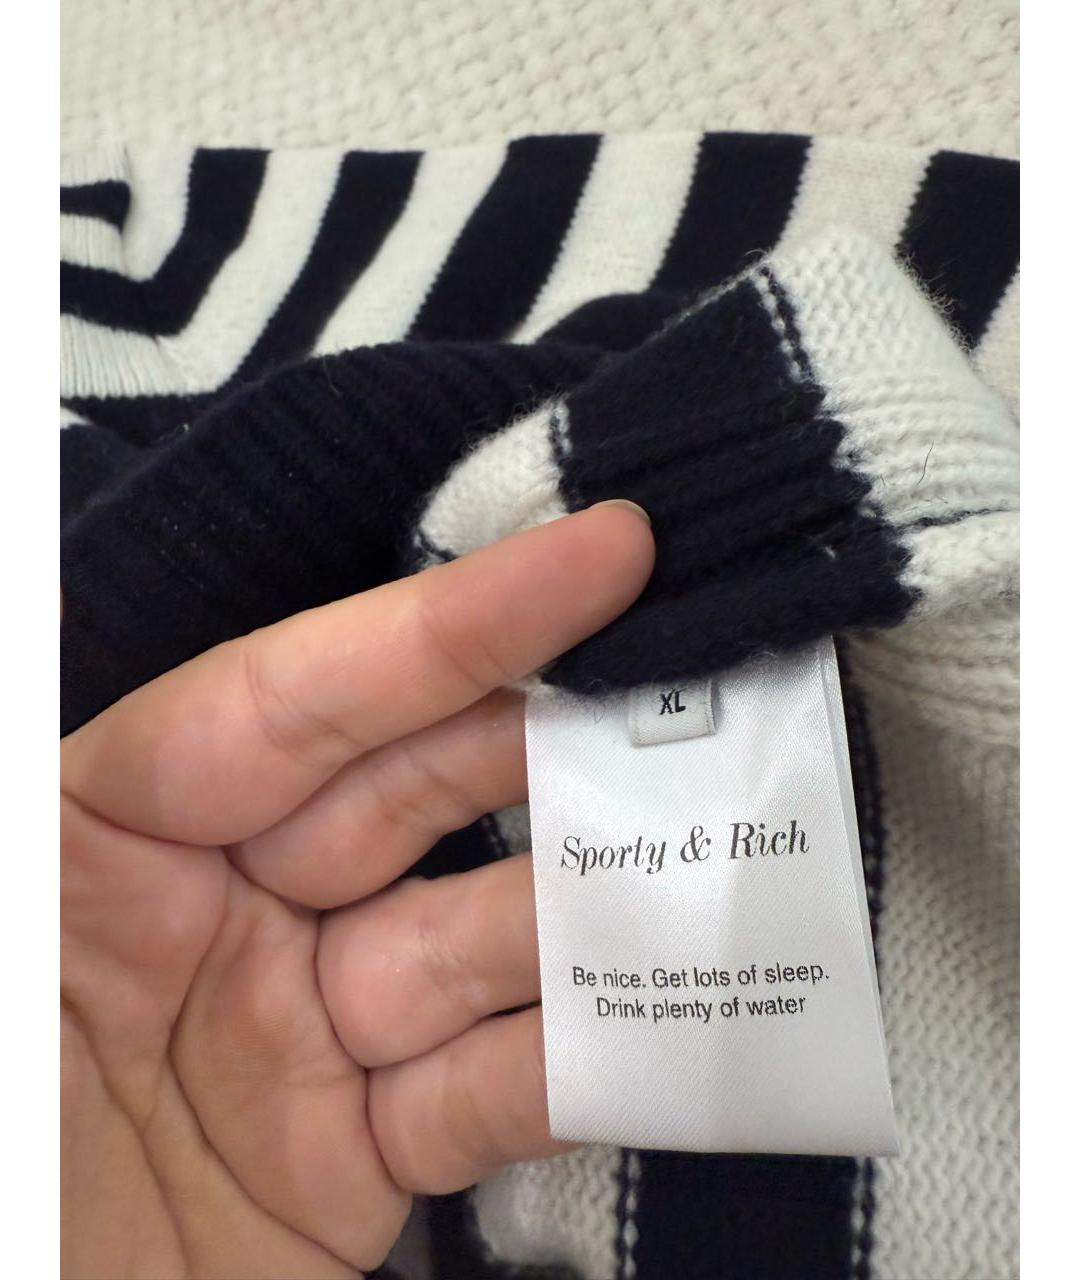 XL
Sporty & Rich
Be nice. Get lots of sleep.
Drink plenty of water